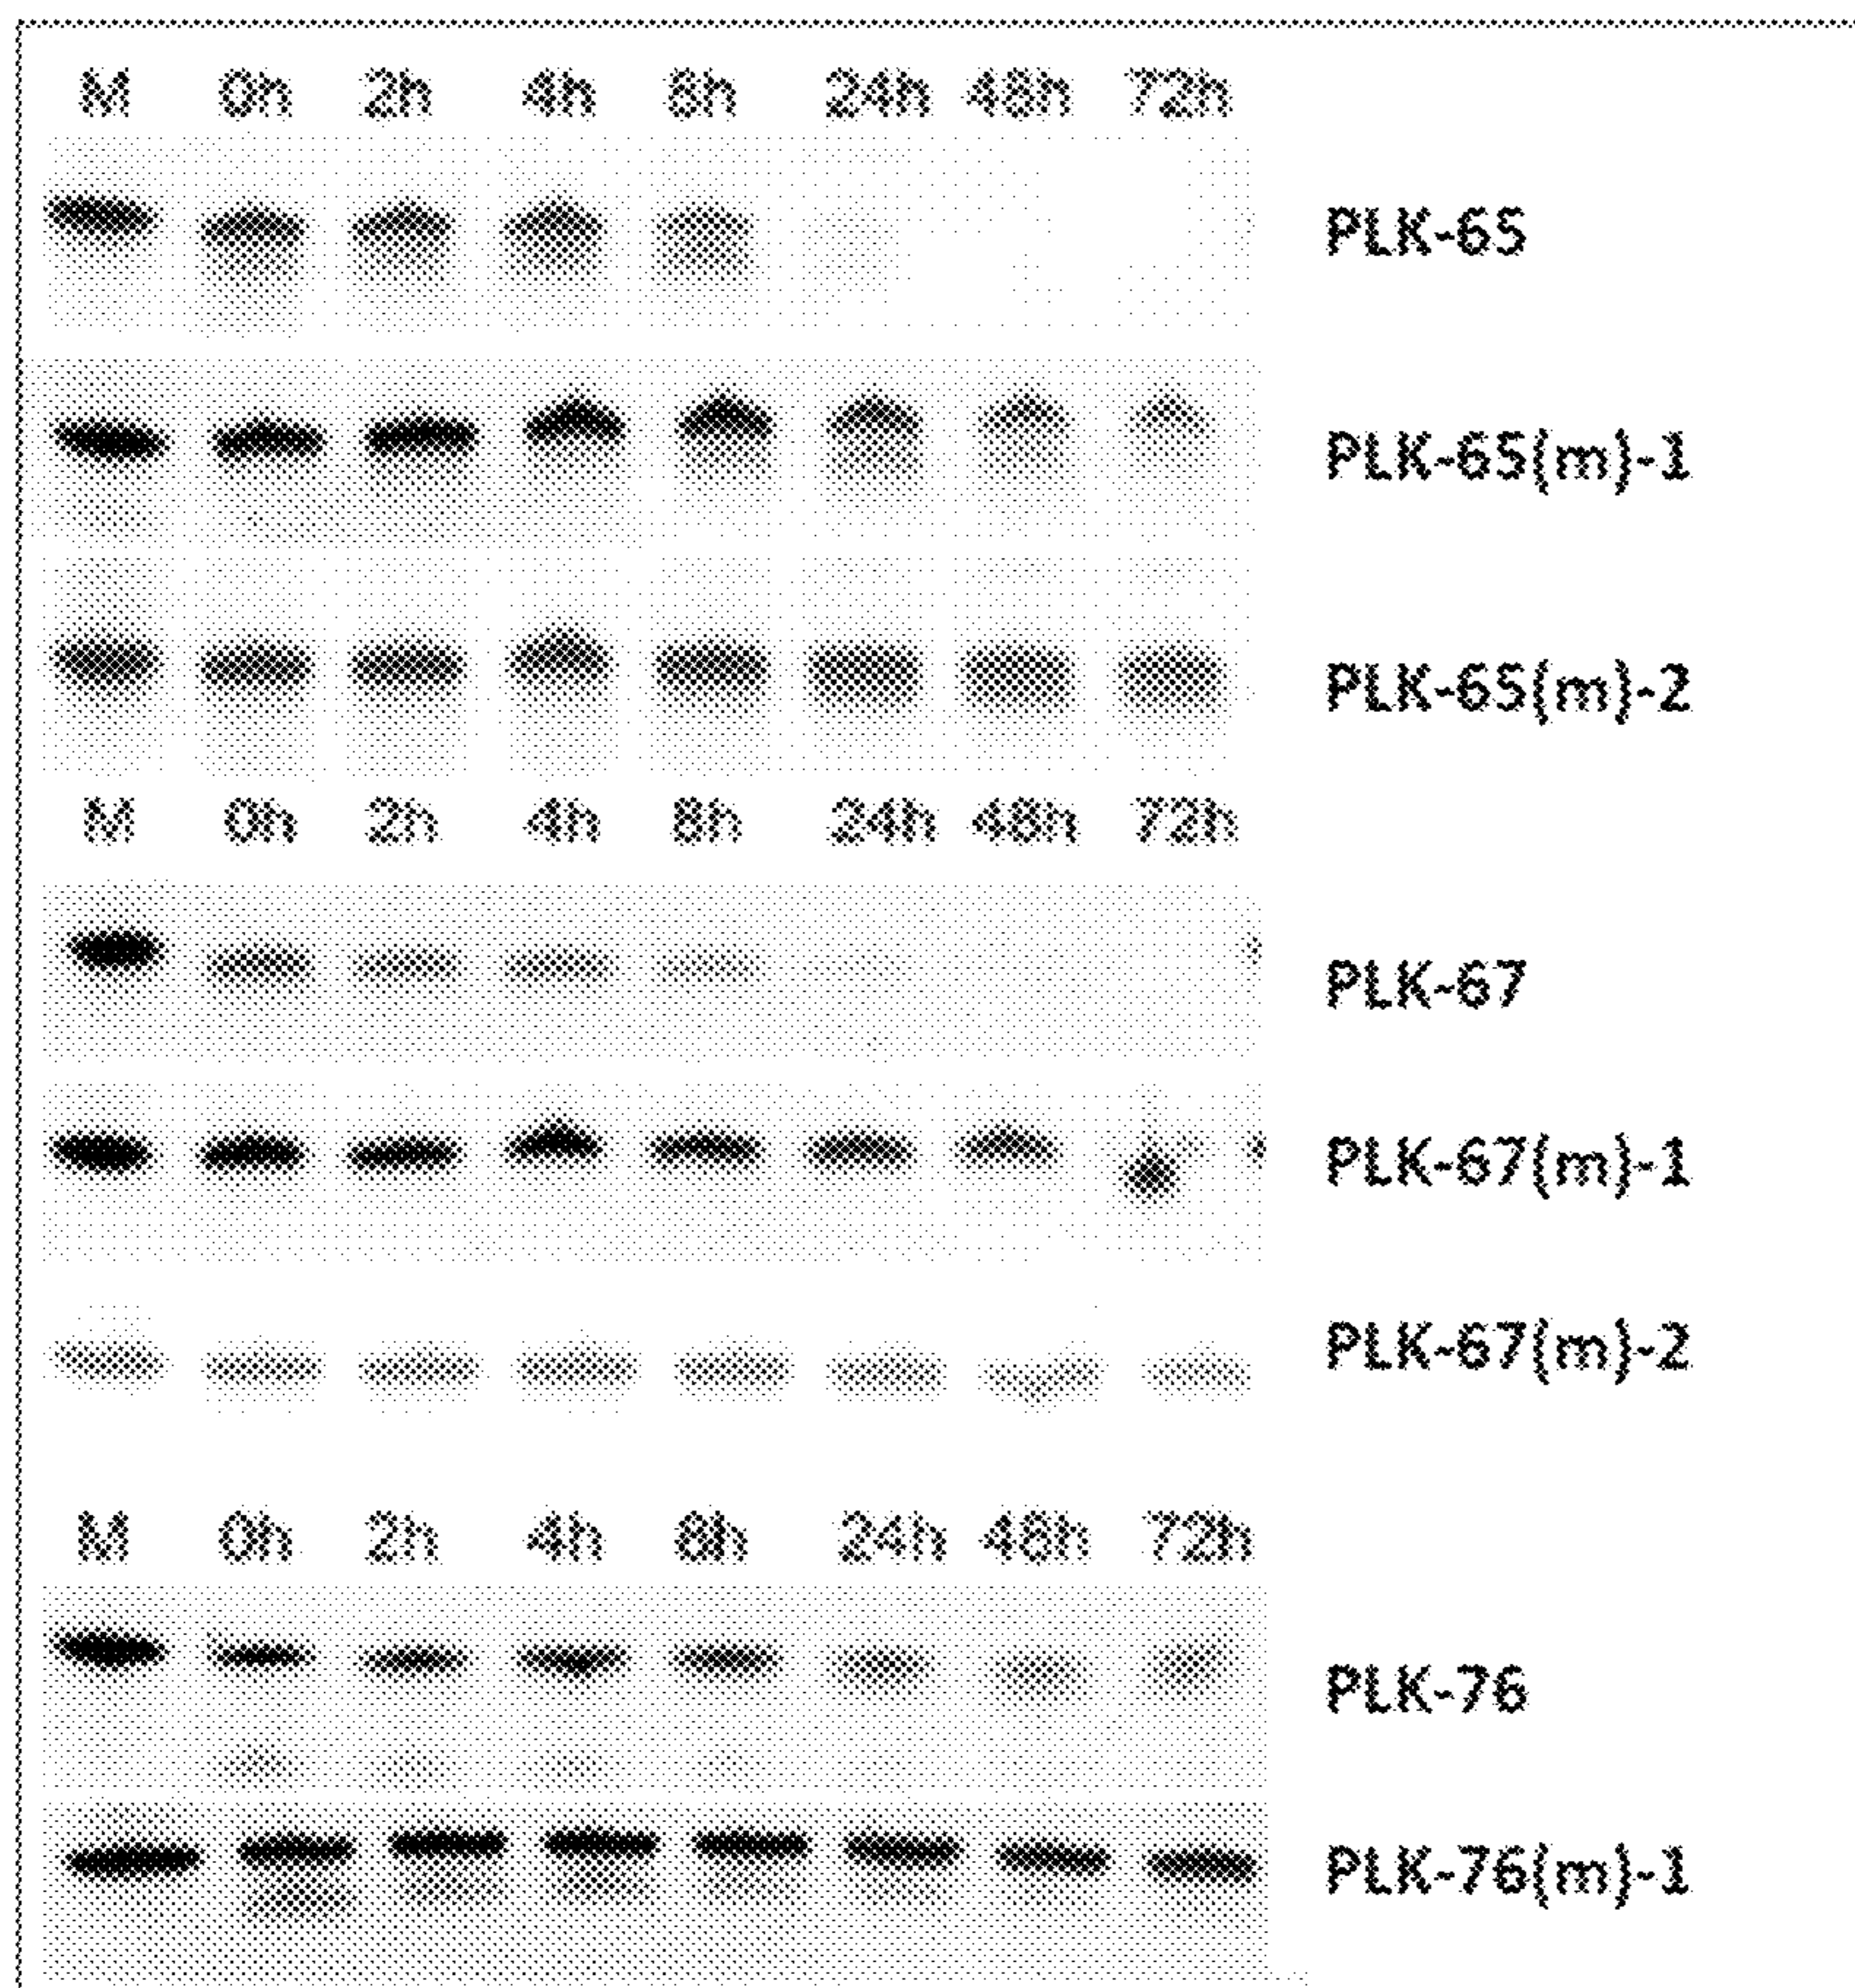 M 0h 2h 4h 8h 24h 48h 72h
PLK-65
PLK-65(m)-1
PLK-65(m)-2
M 0h 2h 4h 8h 24h 48h 72h
PLK-67
PLK-67(m)-1
PLK-67(m)-2
M 0h 2h 4h 8h 24h 48h 72h
PLK-76
PLK-76(m)-1